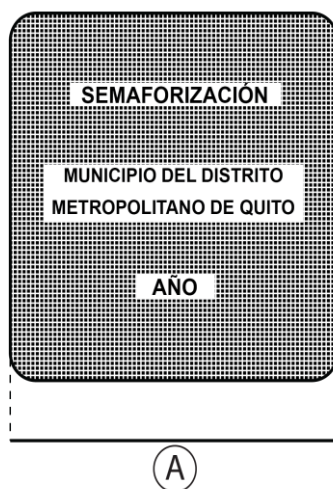 SEMAFORIZACIÓN
MUNICIPIO DEL DISTRITO
METROPOLITANO DE QUITO
AÑO
A